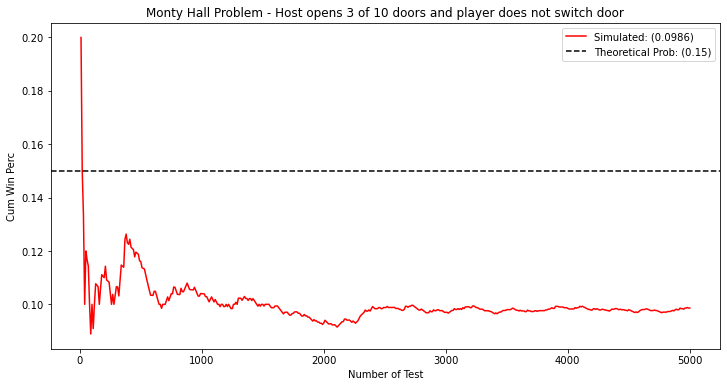 Monty Hall Problem - Host opens 3 of 10 doors and player does not switch door
0.20
Simulated: (0.0986)
Theoretical Prob: (0.15)
0.18
0.16
0.14
0.12
0.10
Cum Win Perc
0
1000
2000
3000
4000
5000
Number of Test